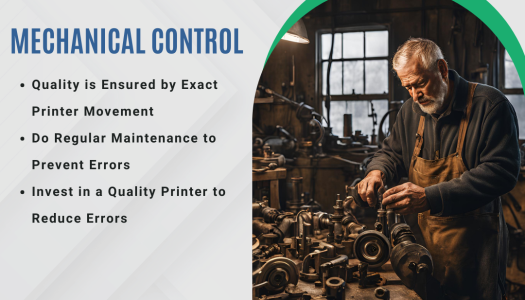 MECHANICAL CONTROL
• Quality is Ensured by Exact
Printer Movement
• Do Regular Maintenance to
Prevent Errors
• Invest in a Quality Printer to
Reduce Errors